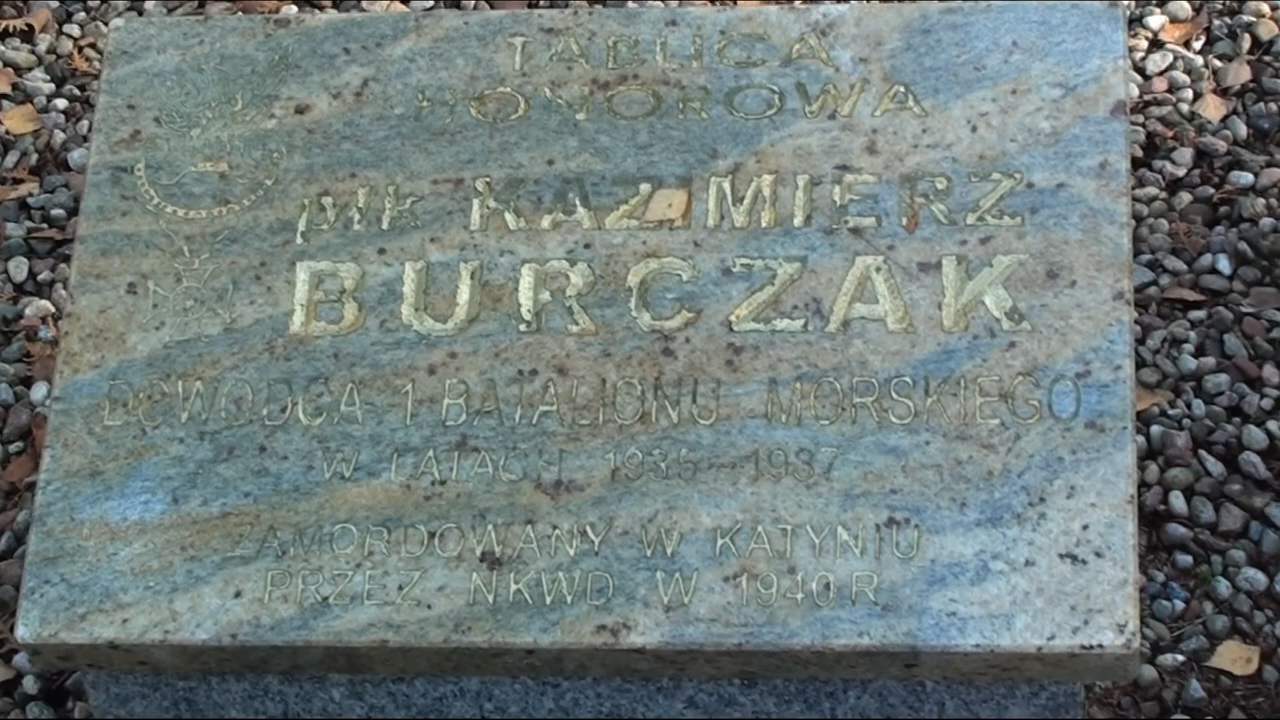 TABLICA
HONOROWA
płk KAZIMIERZ
BURCZAK
DOWÓDCA 1 BATALIONU MORSKIEGO
W LATACH 1935-1937
ZAMORDOWANY W KATYNIU
PRZEZ NKWD W 1940 R